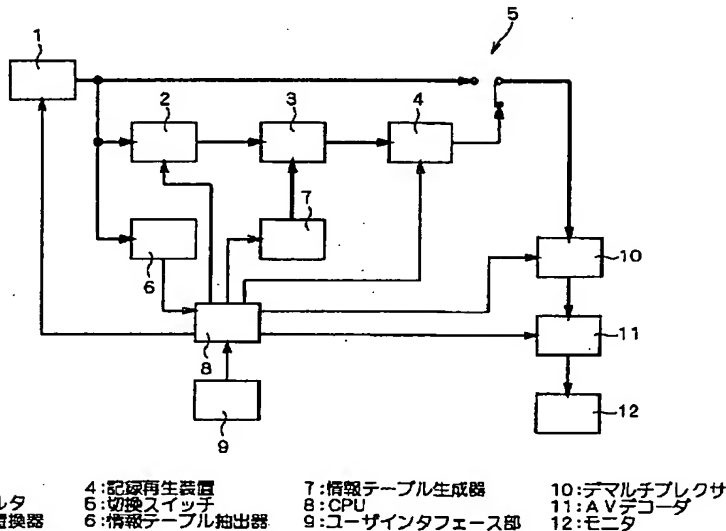 1
5
2
3
4
7
6
8
9
10
11
12
4:記録再生装置
7:情報テーブル生成器
10:デマルチプレクサ
ルタ
5:切換スイッチ
8:CPU
11:AVデコーダ
置換器
6:情報テーブル抽出器
9:ユーザインタフェース部
12:モニタ